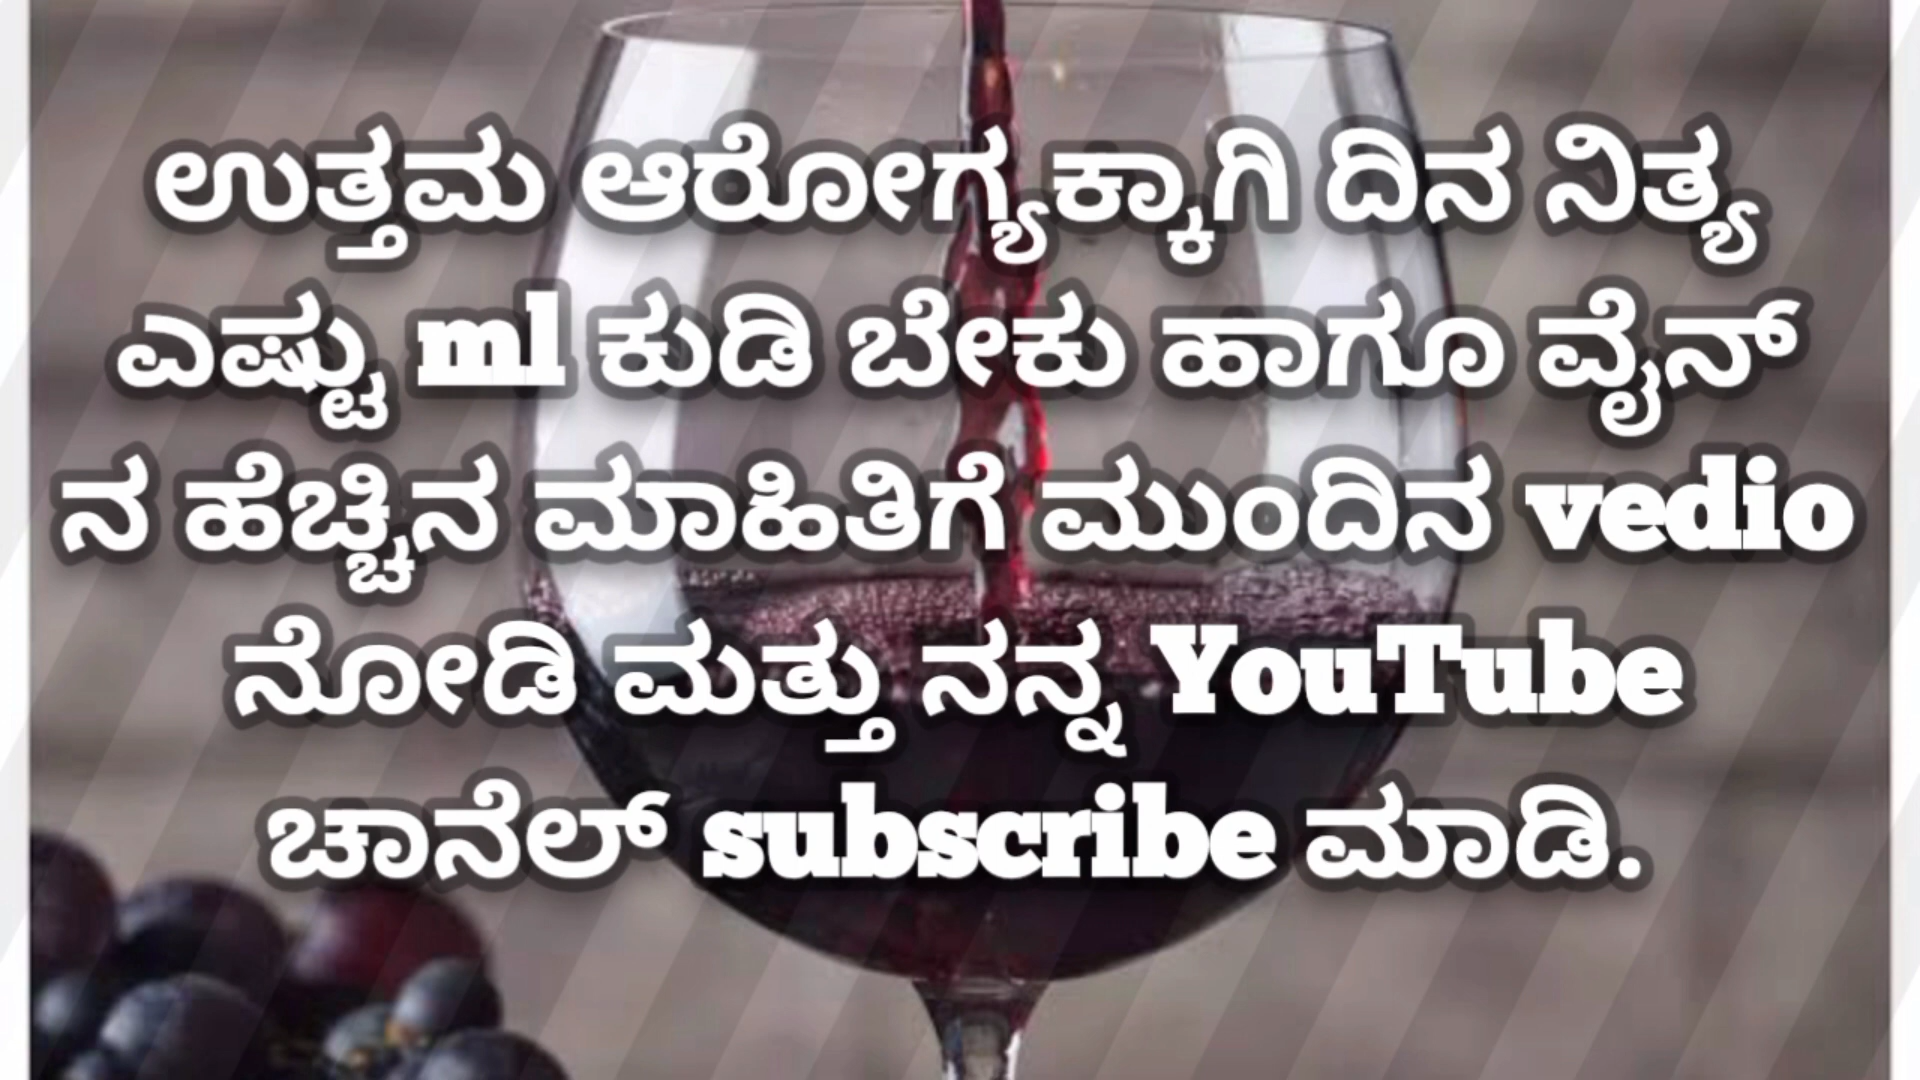 ಉತ್ತಮ ಆರೋಗ್ಯಕ್ಕಾಗಿ ದಿನ ನಿತ್ಯ
ಎಷ್ಟು ml ಕುಡಿ ಬೇಕು ಹಾಗೂ ವೈನ್
ನ ಹೆಚ್ಚಿನ ಮಾಹಿತಿಗೆ ಮುಂದಿನ vedio
ನೋಡಿ ಮತ್ತು ನನ್ನ YouTube
ಚಾನೆಲ್ subscribe ಮಾಡಿ.